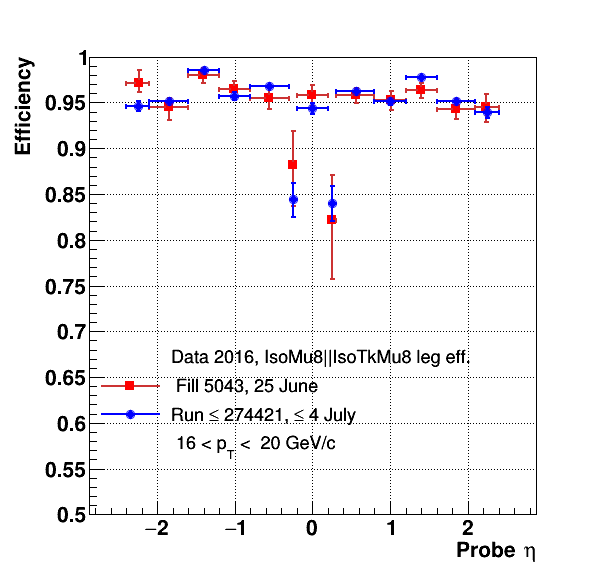 Efficiency
1
0.95
0.9
0.85
0.8
0.75
0.7
0.65
0.6
0.55
0.5
Data 2016, IsoMu8||IsoTkMu8 leg eff.
Fill 5043, 25 June
Run ≤ 274421, ≤ 4 July
16 < p_T < 20 GeV/c
−2 −1 0 1 2
Probe η